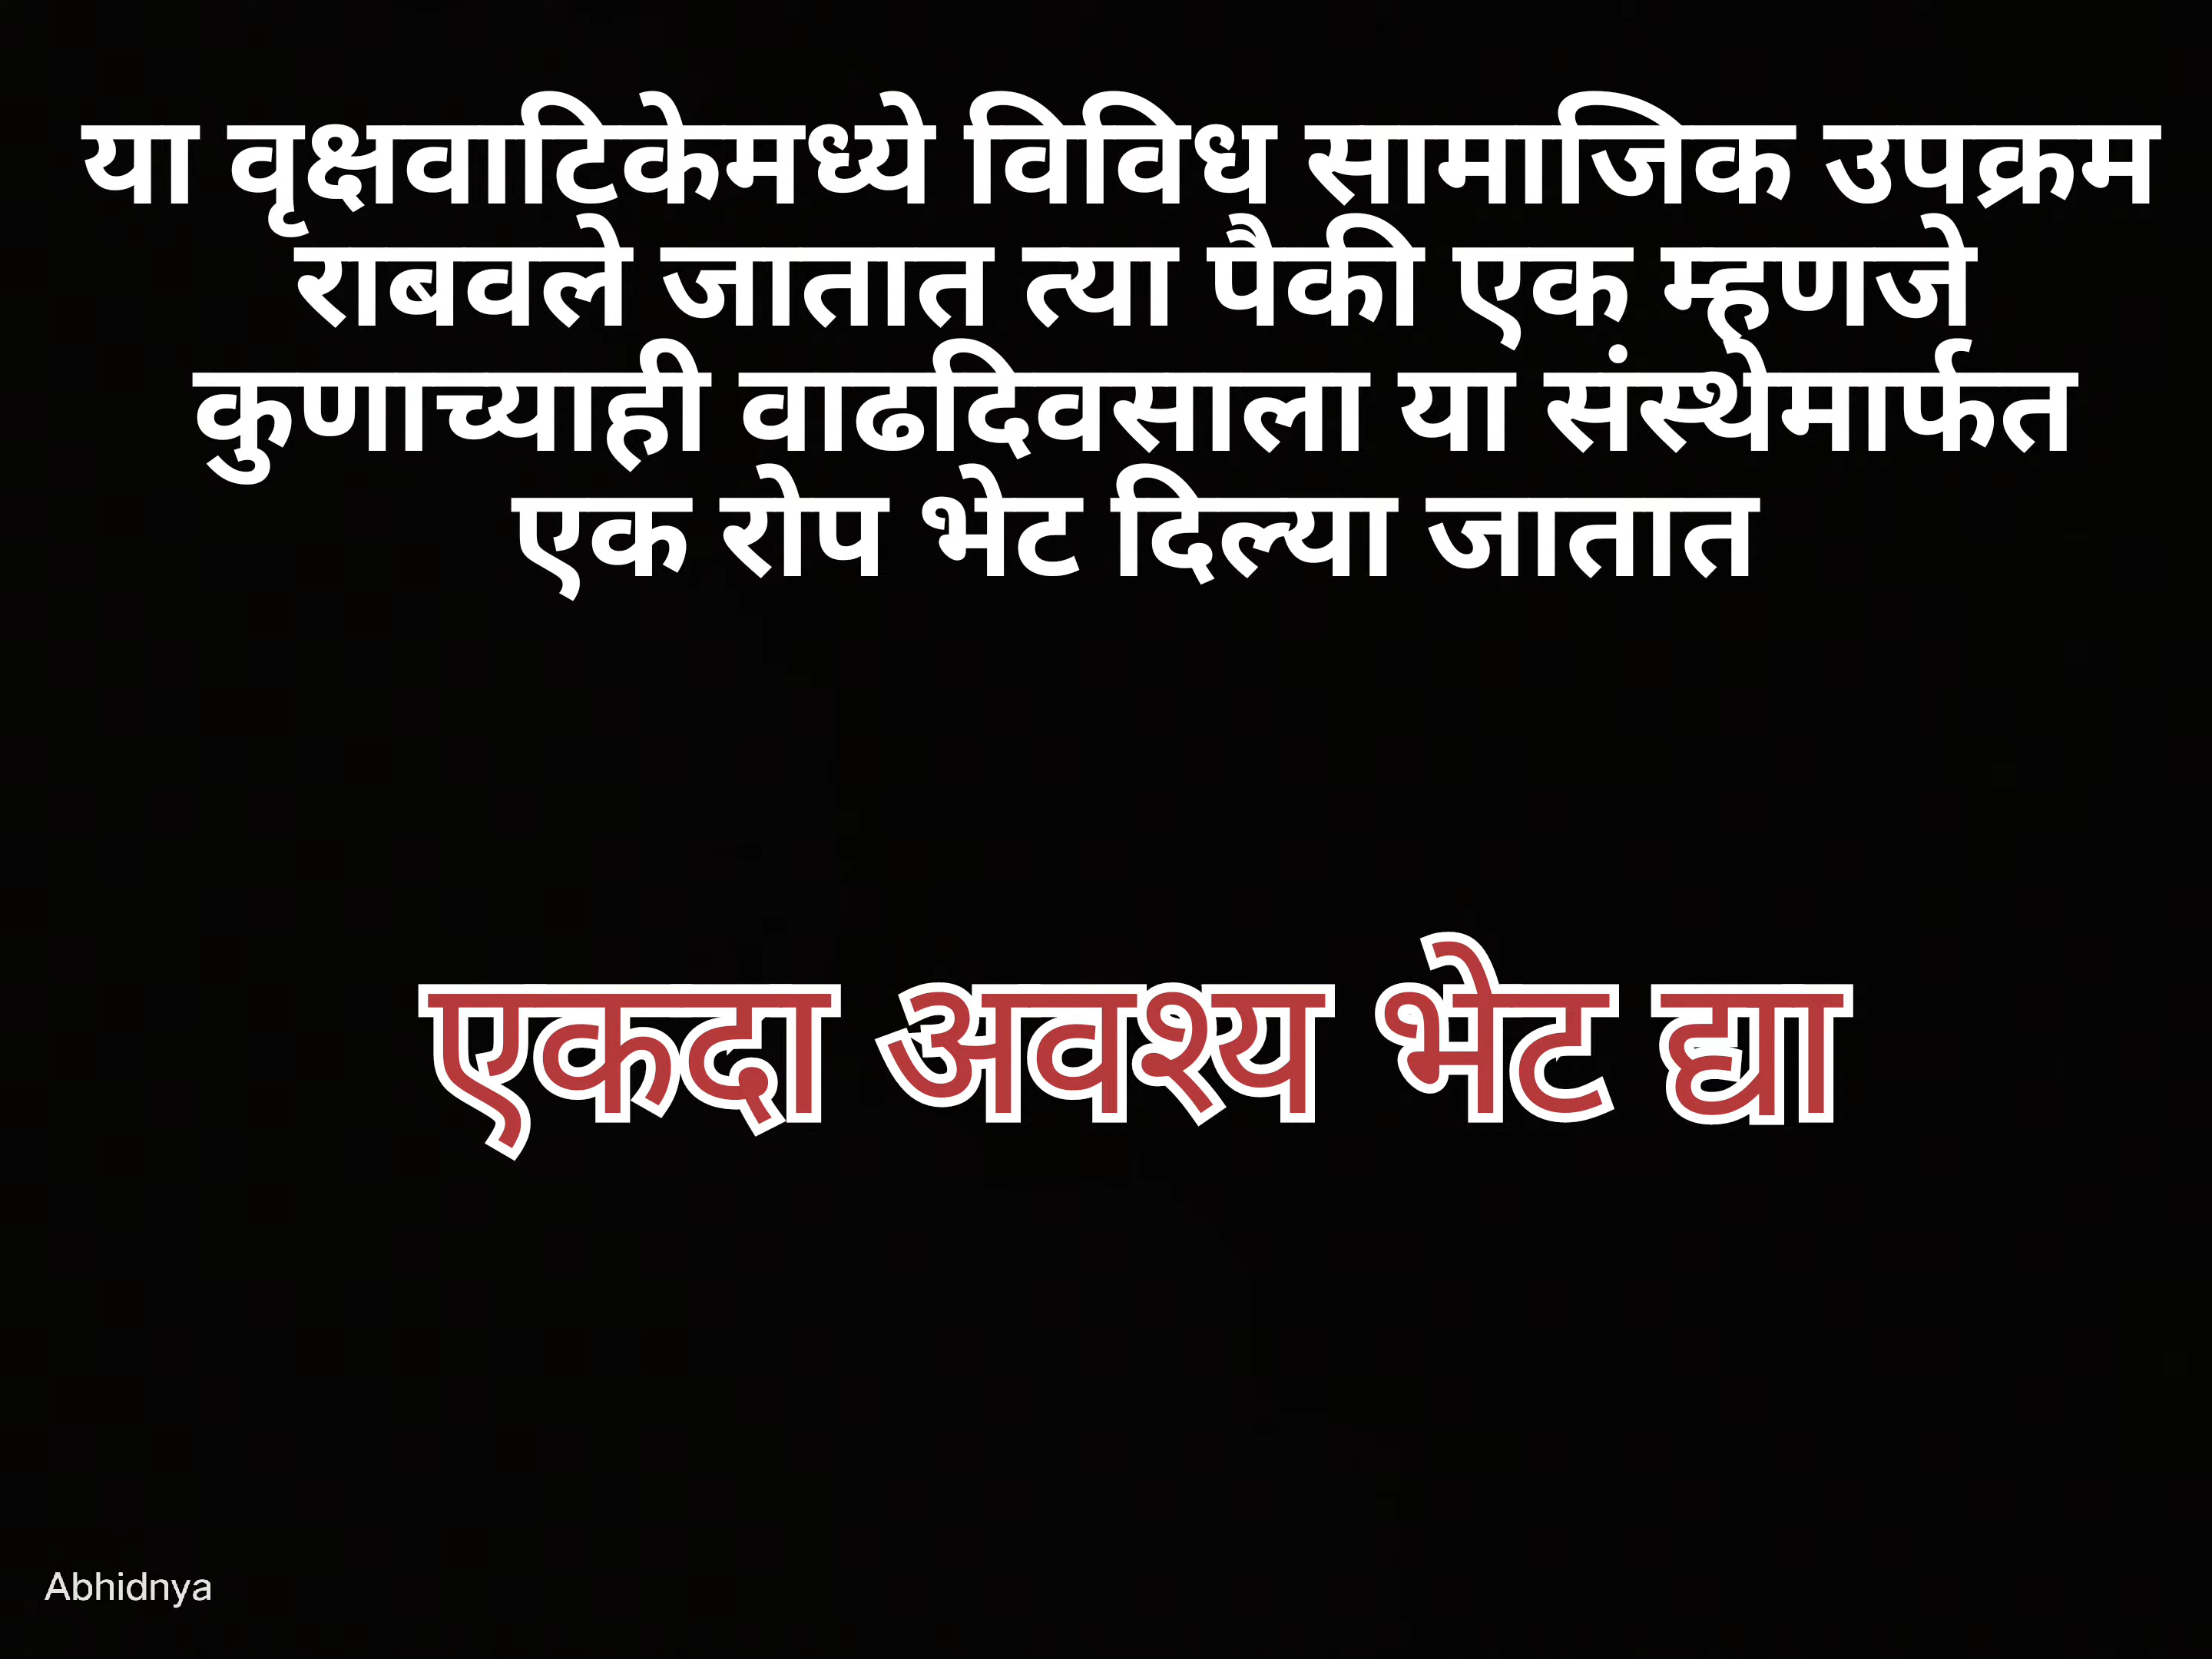 या वृक्षवाटिकेमध्ये विविध सामाजिक उपक्रम
राबवले जातात त्या पैकी एक म्हणजे
कुणाच्याही वाढदिवसाला या संस्थेमार्फत
एक रोप भेट दिल्या जातात
एकदा अवश्य भेट द्या
Abhidnya